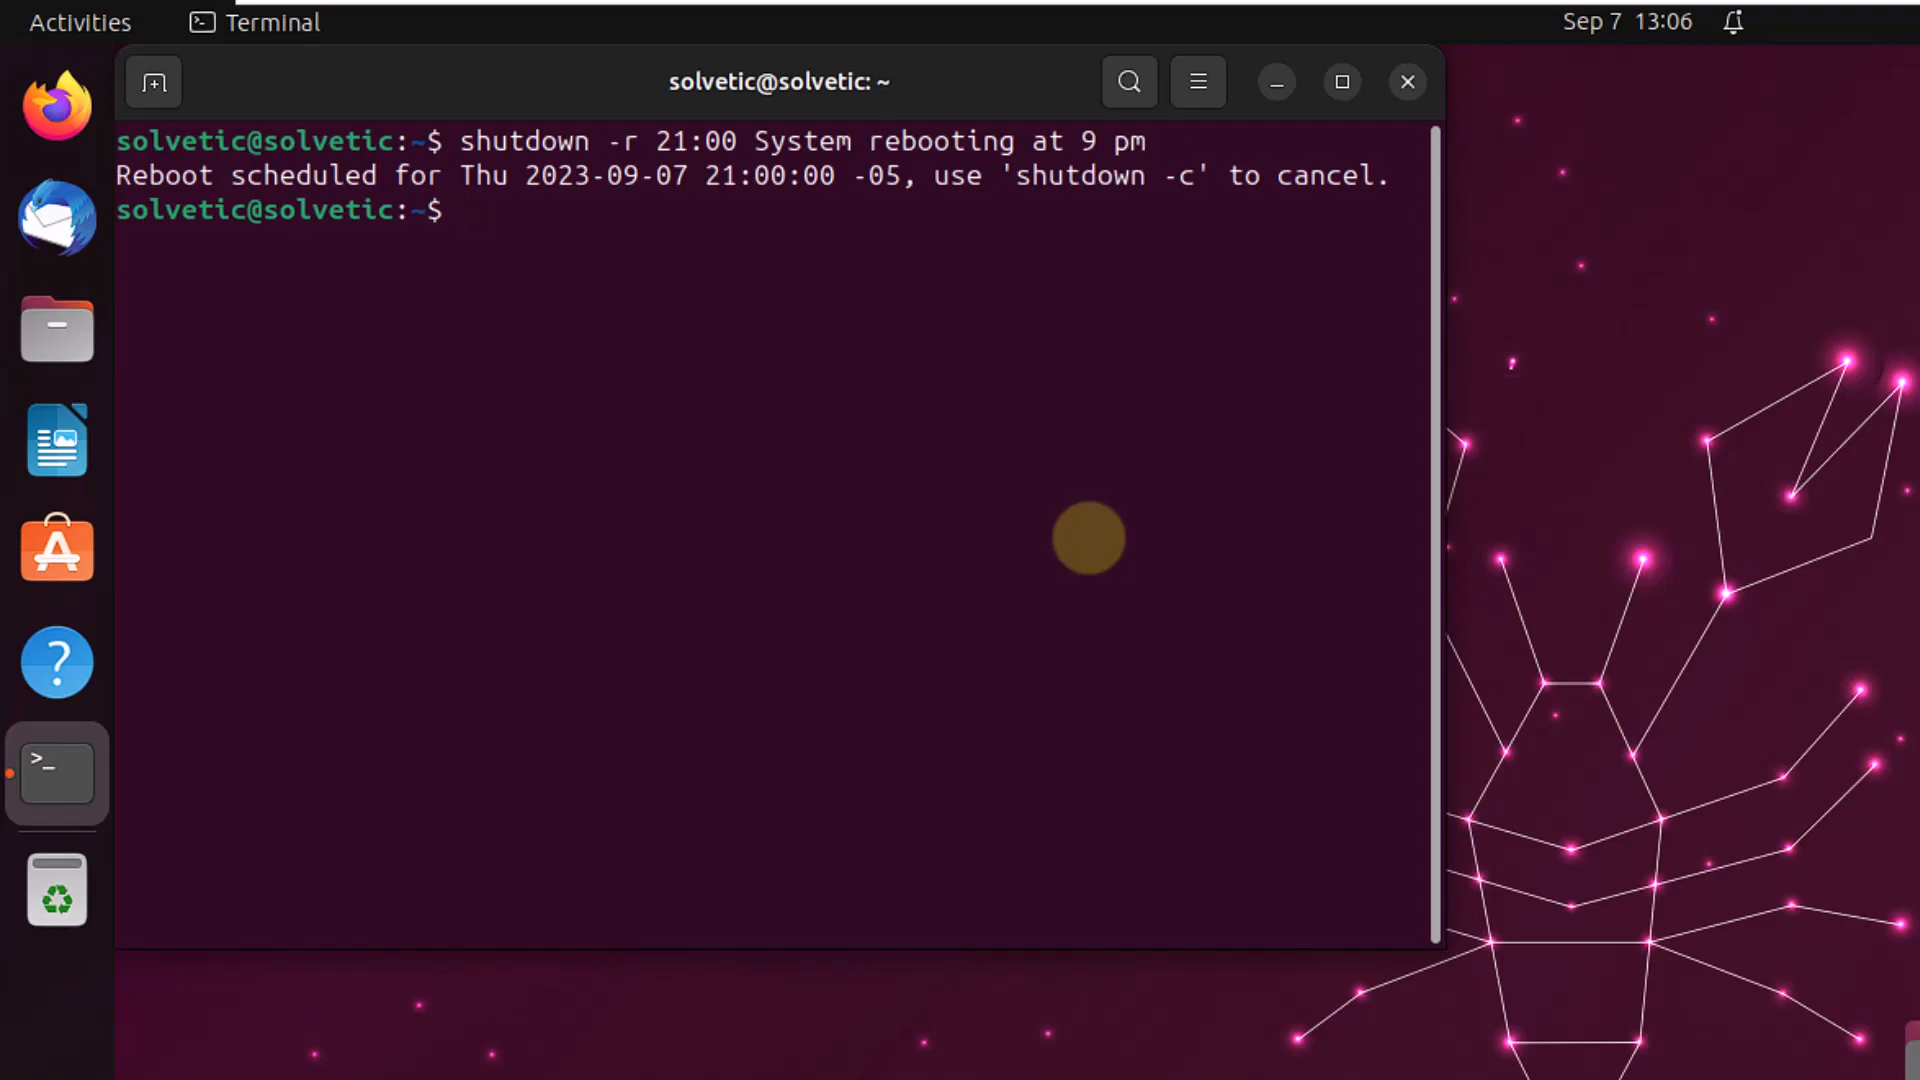 Activities Terminal Sep 7 13:06
solvetic@solvetic: ~
solvetic@solvetic:~$ shutdown -r 21:00 System rebooting at 9 pm
Reboot scheduled for Thu 2023-09-07 21:00:00 -05, use 'shutdown -c' to cancel.
solvetic@solvetic:~$